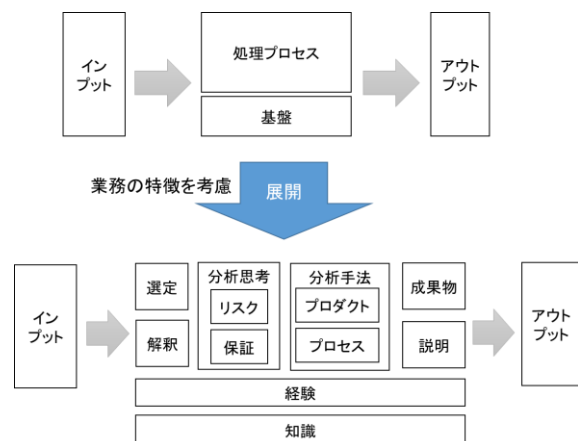 イン
プット
処理プロセス
基盤
アウト
プット
業務の特徴を考慮
展開
イン
プット
選定
解釈
分析思考
リスク
保証
分析手法
プロダクト
プロセス
成果物
説明
アウト
プット
経験
知識